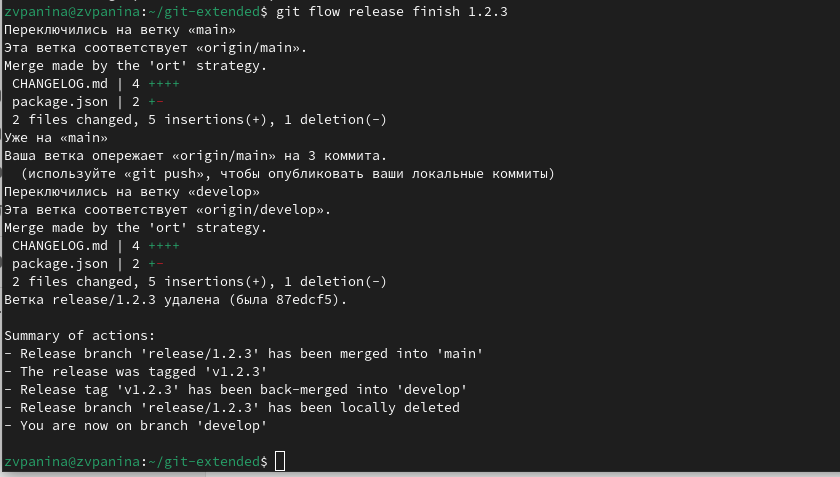 zvpanina@zvpanina:~/git-extended$ git flow release finish 1.2.3
Переключились на ветку «main»
Эта ветка соответствует «origin/main».
Merge made by the 'ort' strategy.
 CHANGELOG.md | 4 ++++
 package.json | 2 +-
 2 files changed, 5 insertions(+), 1 deletion(-)
Уже на «main»
Ваша ветка опережает «origin/main» на 3 коммита.
  (используйте «git push», чтобы опубликовать ваши локальные коммиты)
Переключились на ветку «develop»
Эта ветка соответствует «origin/develop».
Merge made by the 'ort' strategy.
 CHANGELOG.md | 4 ++++
 package.json | 2 +-
 2 files changed, 5 insertions(+), 1 deletion(-)
Ветка release/1.2.3 удалена (была 87edcf5).

Summary of actions:
- Release branch 'release/1.2.3' has been merged into 'main'
- The release was tagged 'v1.2.3'
- Release tag 'v1.2.3' has been back-merged into 'develop'
- Release branch 'release/1.2.3' has been locally deleted
- You are now on branch 'develop'

zvpanina@zvpanina:~/git-extended$